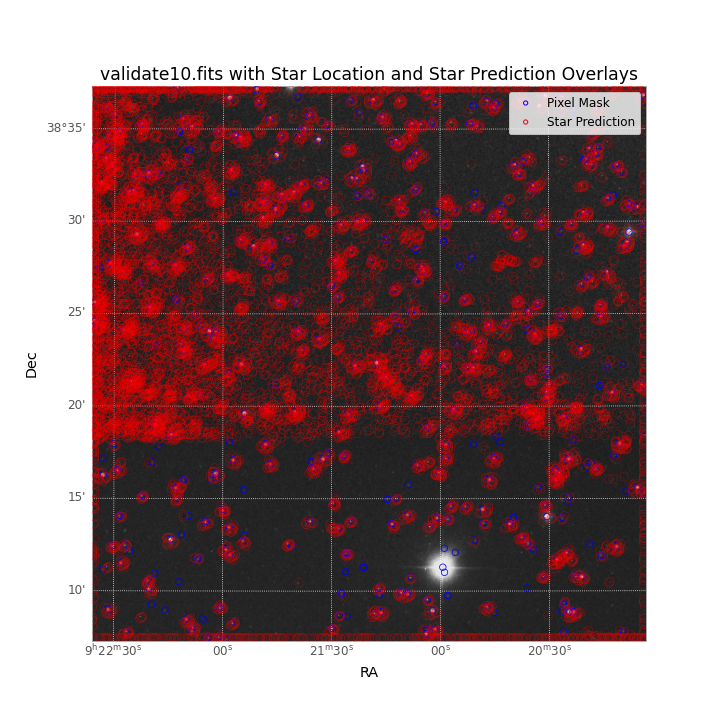 validate10.fits with Star Location and Star Prediction Overlays
Pixel Mask
Star Prediction
38°35'
30'
25'
20'
15'
10'
Dec
9ʰ22ᵐ30ˢ
00ˢ
21ᵐ30ˢ
00ˢ
20ᵐ30ˢ
RA